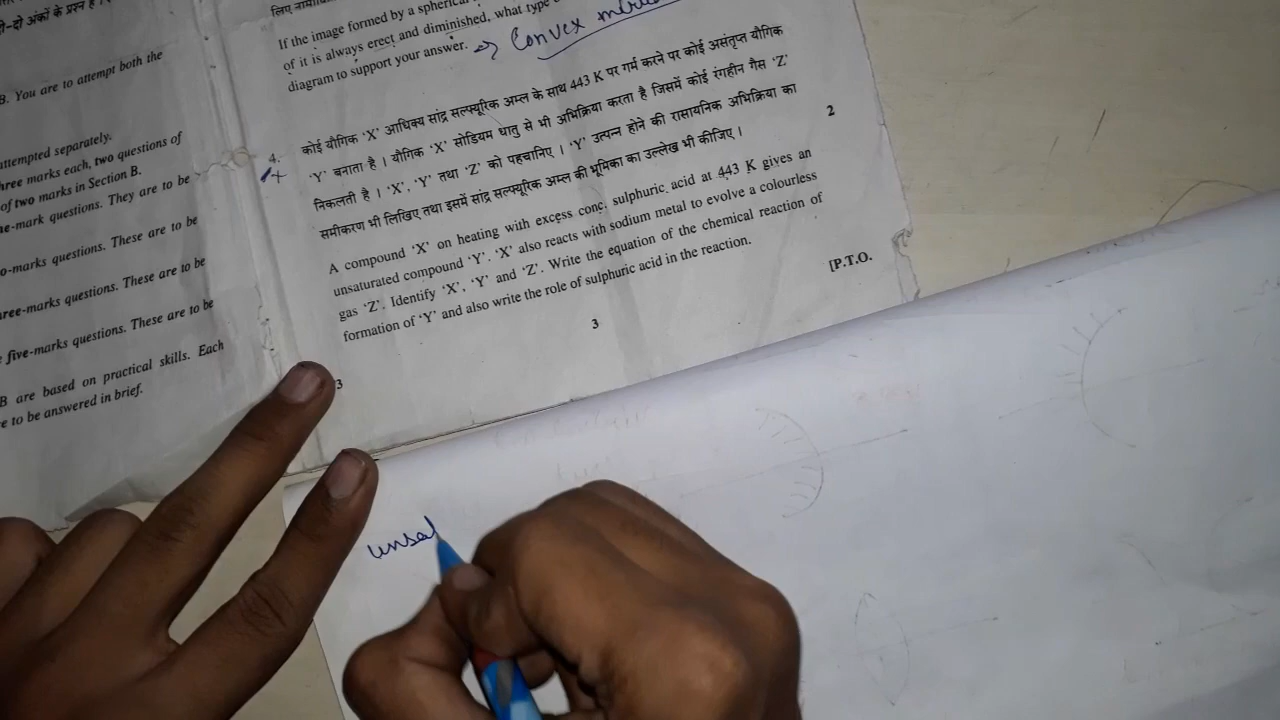 दो-दो अंकों के प्रश्न हैं
B. You are to attempt both the
attempted separately.
three marks each, two questions of
of two marks in Section B.
one-mark questions. They are to be
two-marks questions. These are to be
three-marks questions. These are to be
five-marks questions. These are to be
B are based on practical skills. Each
to be answered in brief.
लिए
If the image formed by a spherical
of it is always erect and diminished, what type
diagram to support your answer. → Convex
4.
कोई यौगिक 'X' आधिक्य सांद्र सल्फ्यूरिक अम्ल के साथ 443 K पर गर्म करने पर कोई असंतृप्त यौगिक
'Y' बनाता है । यौगिक 'X' सोडियम धातु से भी अभिक्रिया करता है जिसमें कोई रंगहीन गैस 'Z'
निकलती है । 'X', 'Y' तथा 'Z' को पहचानिए । 'Y' उत्पन्न होने की रासायनिक अभिक्रिया का
समीकरण भी लिखिए तथा इसमें सांद्र सल्फ्यूरिक अम्ल की भूमिका का उल्लेख भी कीजिए ।
2
A compound 'X' on heating with excess conc. sulphuric acid at 443 K gives an
unsaturated compound 'Y'. 'X' also reacts with sodium metal to evolve a colourless
gas 'Z'. Identify 'X', 'Y' and 'Z'. Write the equation of the chemical reaction of
formation of 'Y' and also write the role of sulphuric acid in the reaction.
3
[P.T.O.
3
unsat